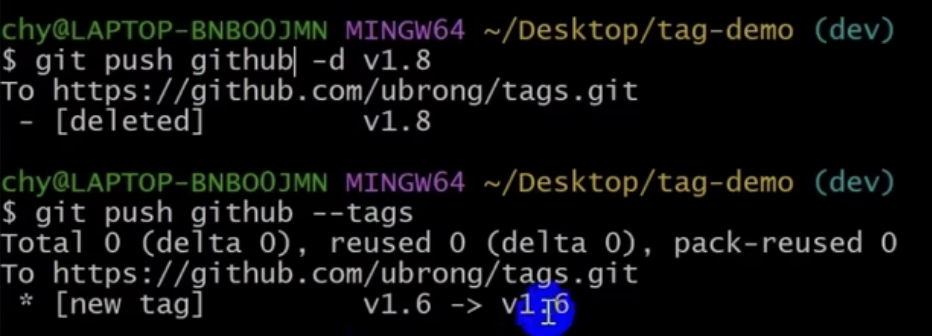 chy@LAPTOP-BNBO0JMN MINGW64 ~/Desktop/tag-demo (dev)
$ git push github -d v1.8
To https://github.com/ubrong/tags.git
 - [deleted]         v1.8
chy@LAPTOP-BNBO0JMN MINGW64 ~/Desktop/tag-demo (dev)
$ git push github --tags
Total 0 (delta 0), reused 0 (delta 0), pack-reused 0
To https://github.com/ubrong/tags.git
 * [new tag]         v1.6 -> v1.6